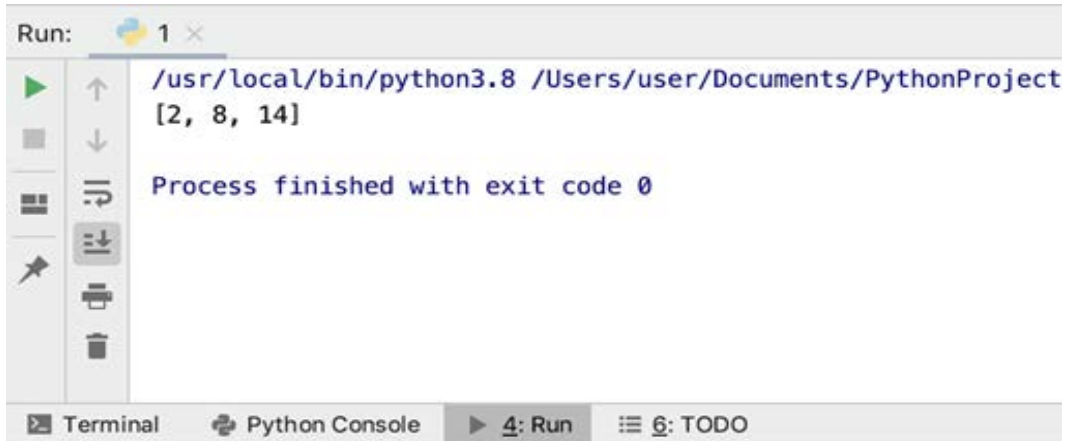 Run: 1
/usr/local/bin/python3.8 /Users/user/Documents/PythonProject
[2, 8, 14]
Process finished with exit code 0
Terminal Python Console 4: Run 6: TODO